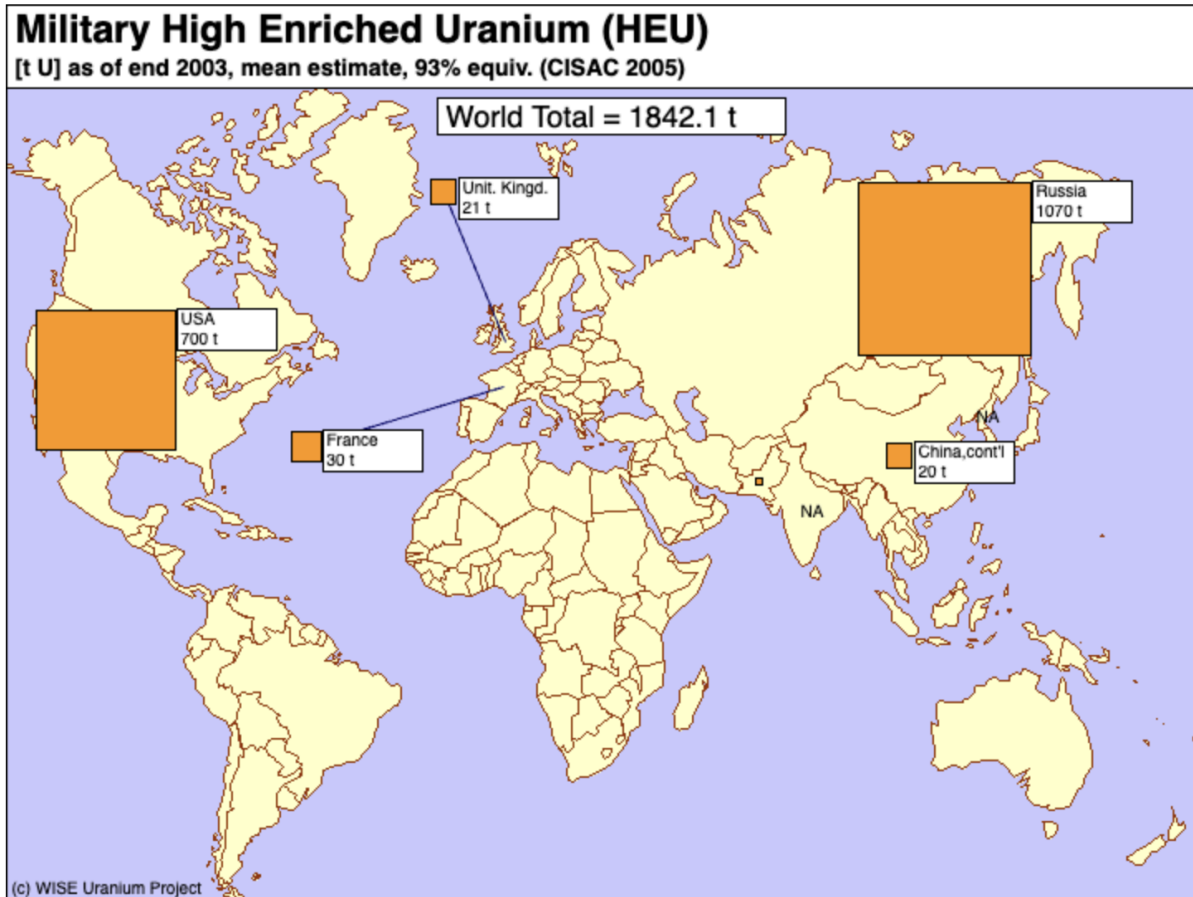 Military High Enriched Uranium (HEU)
[t U] as of end 2003, mean estimate, 93% equiv. (CISAC 2005)
World Total = 1842.1 t
Unit. Kingd.
21 t
Russia
1070 t
USA
700 t
NA
France
30 t
China,cont'l
20 t
NA
(c) WISE Uranium Project